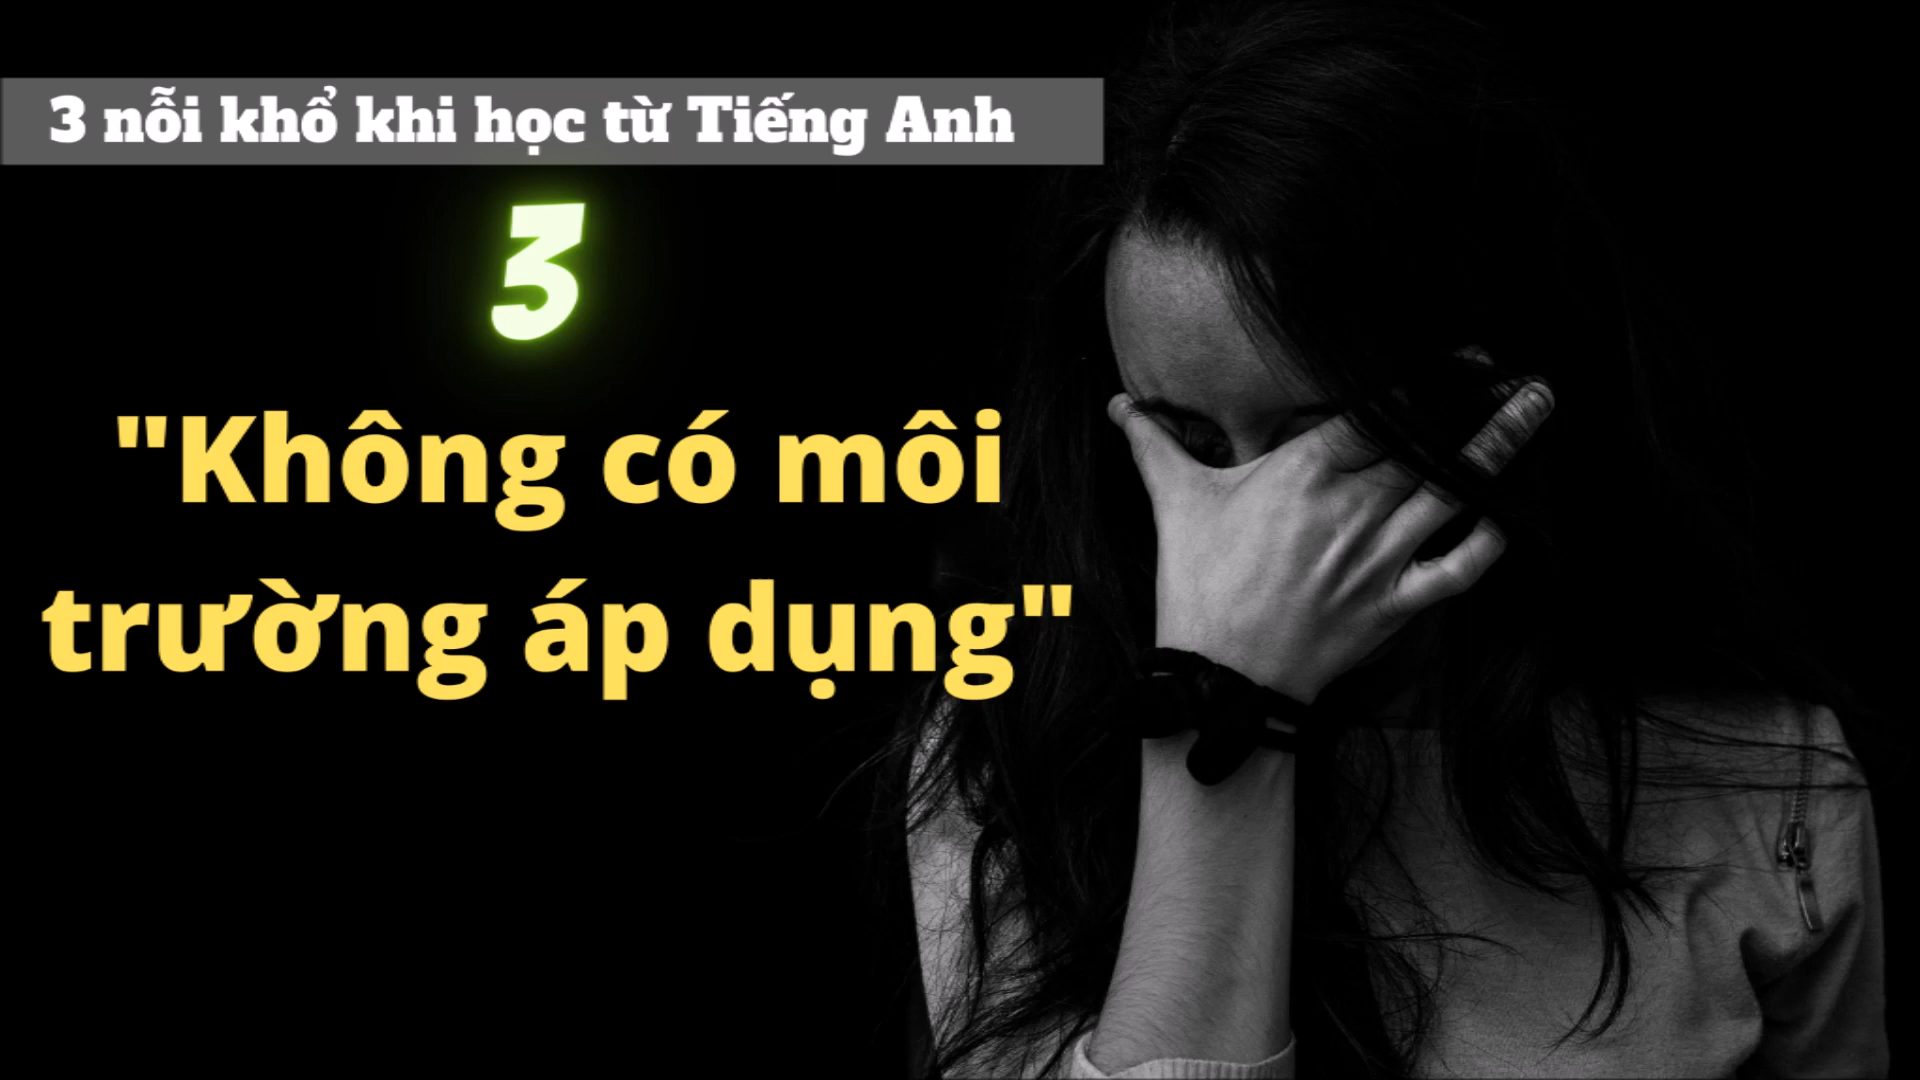 3 nỗi khổ khi học từ Tiếng Anh
3
"Không có môi
trường áp dụng"